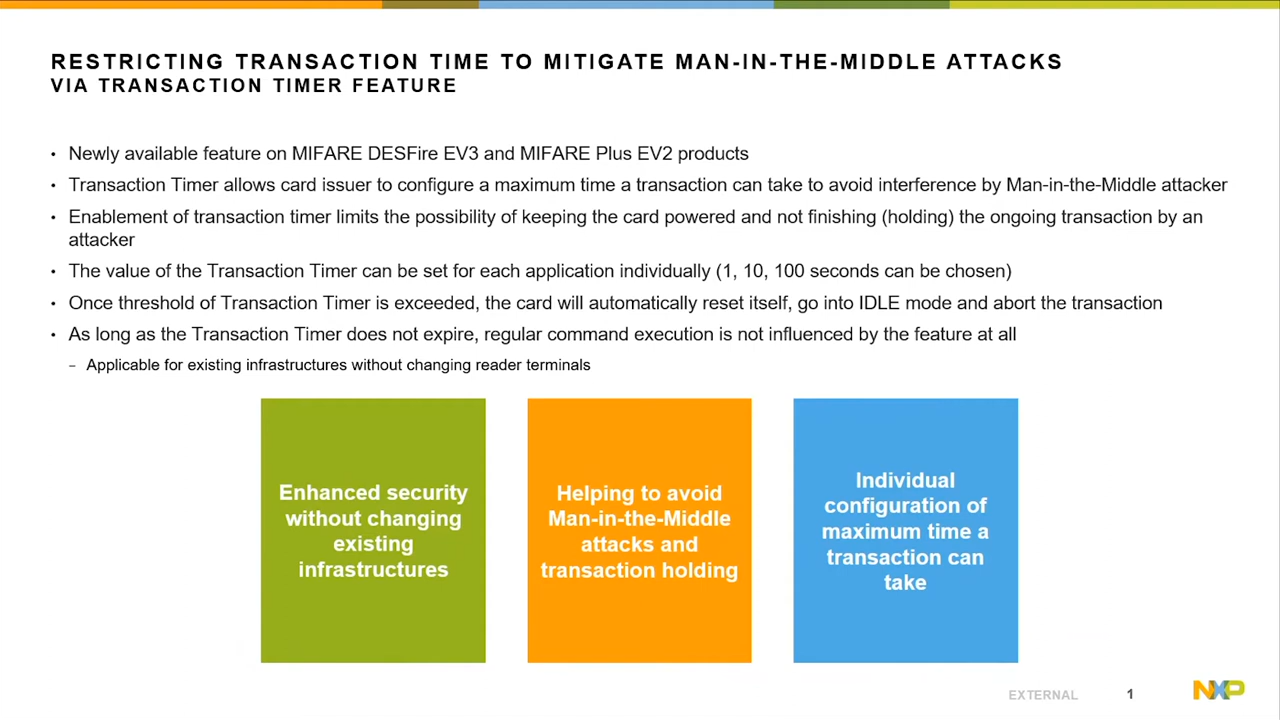 RESTRICTING TRANSACTION TIME TO MITIGATE MAN-IN-THE-MIDDLE ATTACKS
VIA TRANSACTION TIMER FEATURE
• Newly available feature on MIFARE DESFire EV3 and MIFARE Plus EV2 products
• Transaction Timer allows card issuer to configure a maximum time a transaction can take to avoid interference by Man-in-the-Middle attacker
• Enablement of transaction timer limits the possibility of keeping the card powered and not finishing (holding) the ongoing transaction by an
attacker
• The value of the Transaction Timer can be set for each application individually (1, 10, 100 seconds can be chosen)
• Once threshold of Transaction Timer is exceeded, the card will automatically reset itself, go into IDLE mode and abort the transaction
• As long as the Transaction Timer does not expire, regular command execution is not influenced by the feature at all
– Applicable for existing infrastructures without changing reader terminals
Enhanced security
without changing
existing
infrastructures
Helping to avoid
Man-in-the-Middle
attacks and
transaction holding
Individual
configuration of
maximum time a
transaction can
take
EXTERNAL
1
NXP